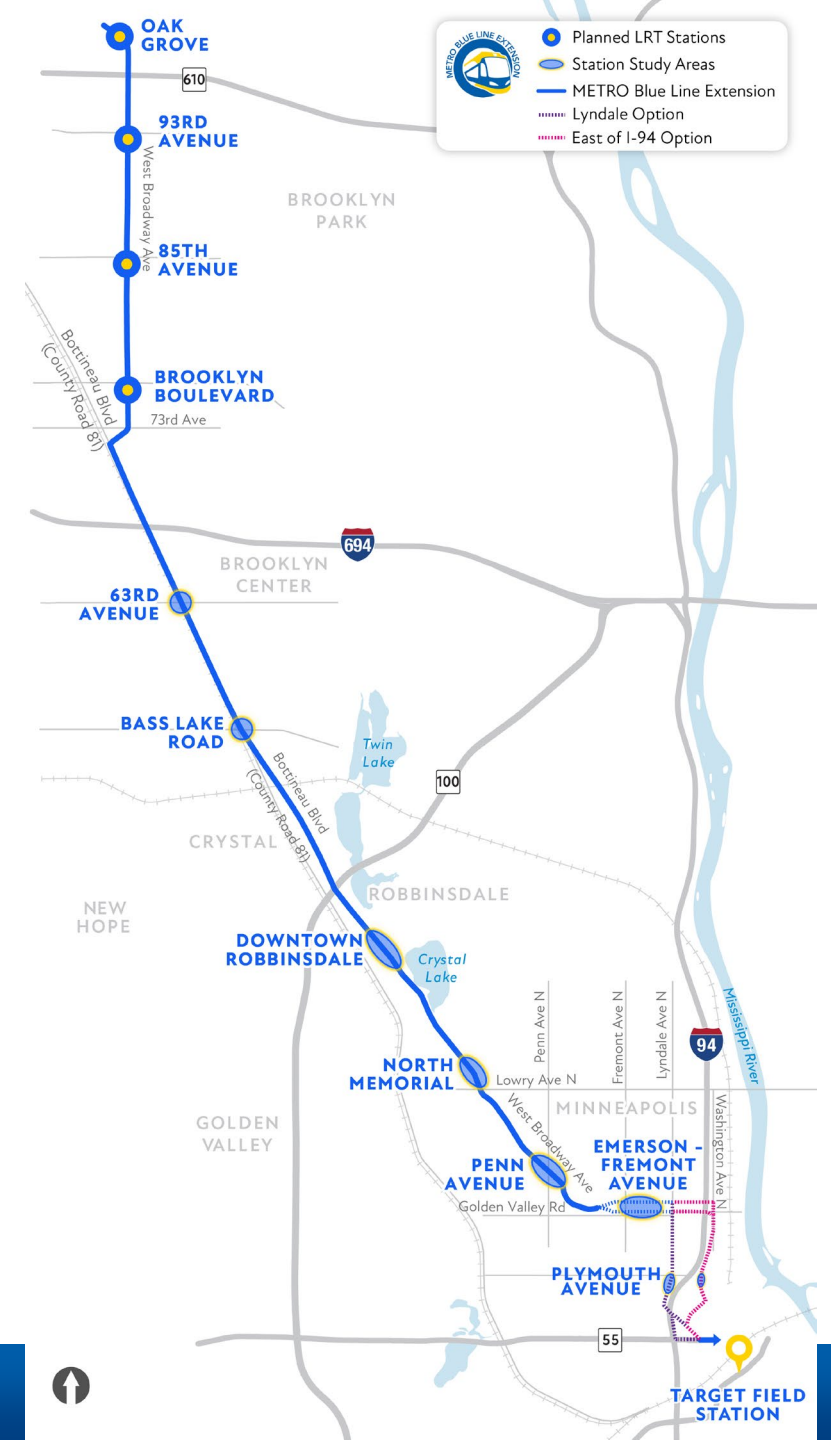 OAK
GROVE
METRO BLUE LINE EXTENSION
Planned LRT Stations
Station Study Areas
METRO Blue Line Extension
Lyndale Option
East of I-94 Option
610
93RD
AVENUE
West Broadway Ave
BROOKLYN
PARK
85TH
AVENUE
Bottineau Blvd
(County Road 81)
BROOKLYN
BOULEVARD
73rd Ave
694
BROOKLYN
CENTER
63RD
AVENUE
BASS LAKE
ROAD
Twin
Lake
Bottineau Blvd
(County Road 81)
100
CRYSTAL
ROBBINSDALE
NEW
HOPE
DOWNTOWN
ROBBINSDALE
Crystal
Lake
Penn Ave N
Fremont Ave N
Lyndale Ave N
94
Mississippi River
NORTH
MEMORIAL
Lowry Ave N
West Broadway Ave
MINNEAPOLIS
Washington Ave N
GOLDEN
VALLEY
PENN
AVENUE
EMERSON -
FREMONT
AVENUE
Golden Valley Rd
PLYMOUTH
AVENUE
55
TARGET FIELD
STATION